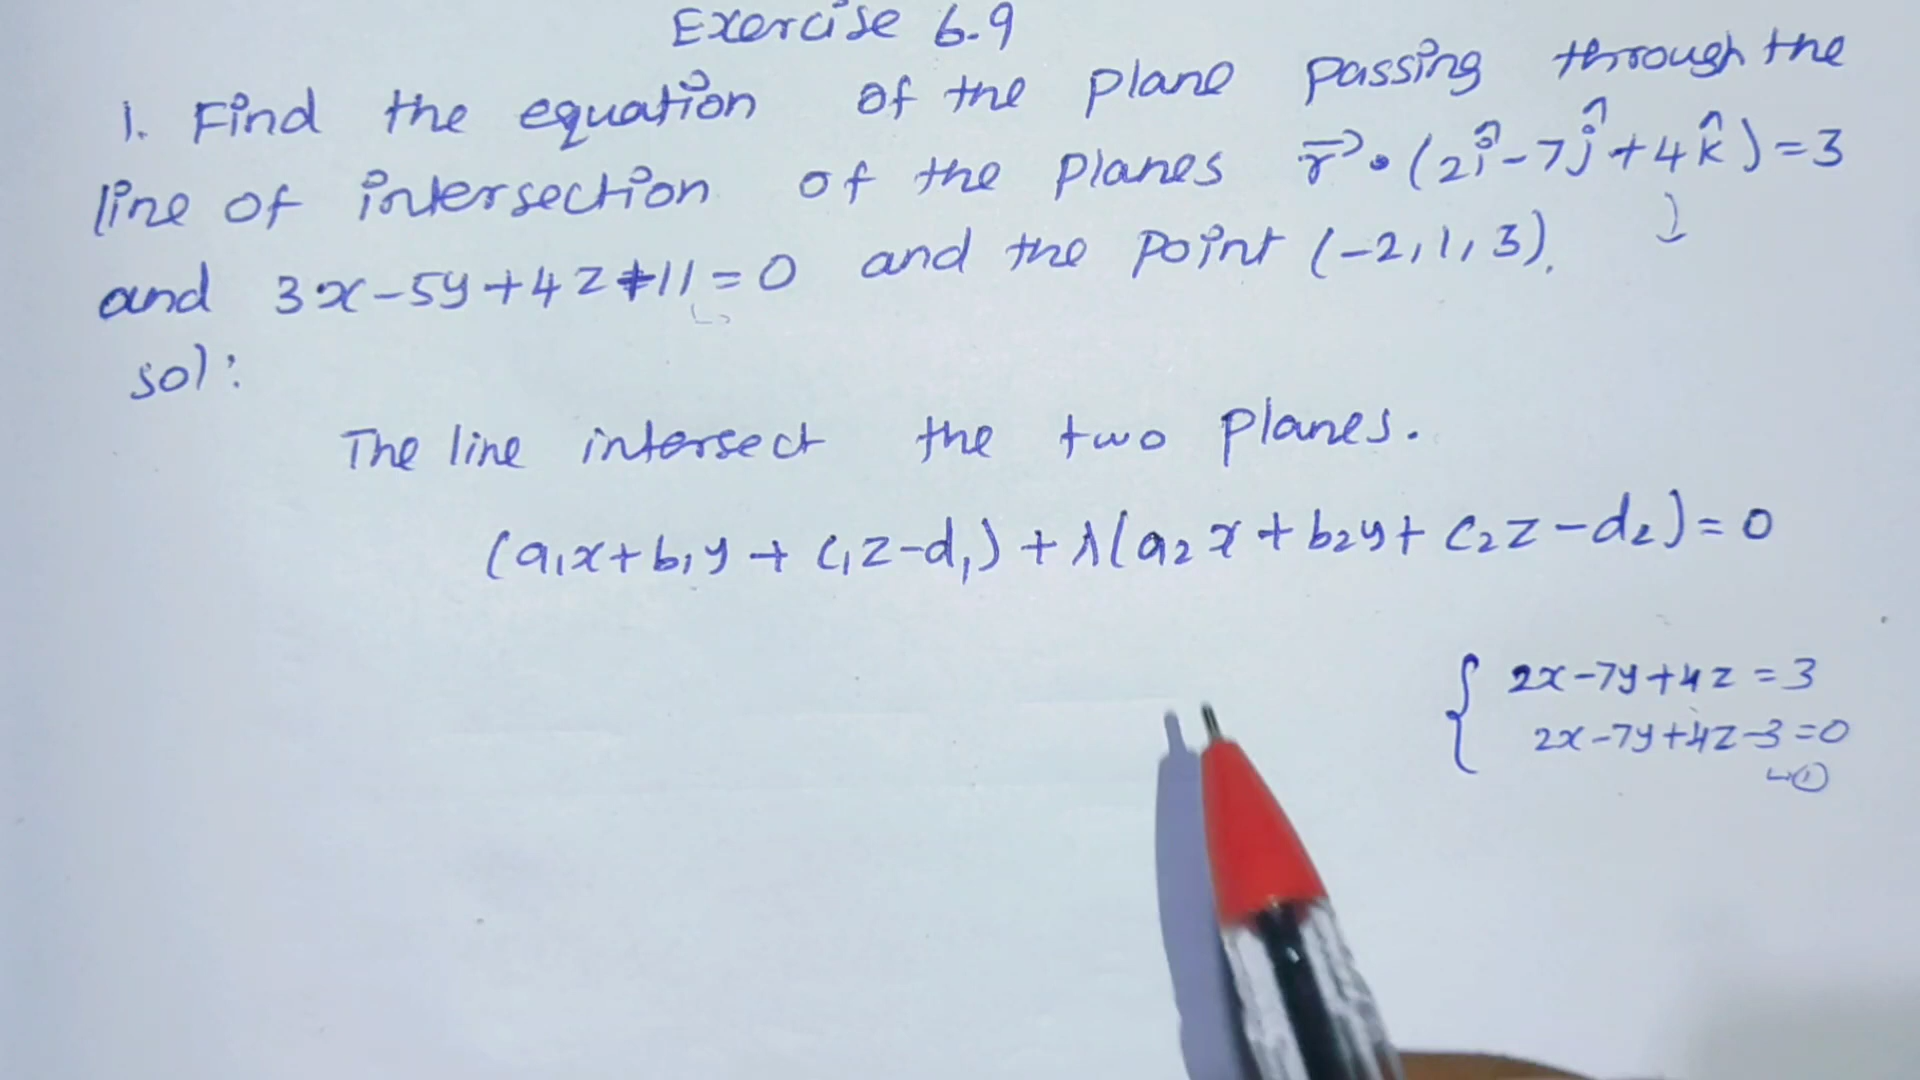 Exercise 6.9
1. Find the equation of the plane passing through the
line of intersection of the planes r⃗·(2î-7ĵ+4k̂)=3
and 3x-5y+4z+11=0 and the point (-2,1,3).
sol:
The line intersect the two planes.
(a₁x+b₁y+c₁z-d₁)+λ(a₂x+b₂y+c₂z-d₂)=0
2x-7y+4z=3
2x-7y+4z-3=0
↳①